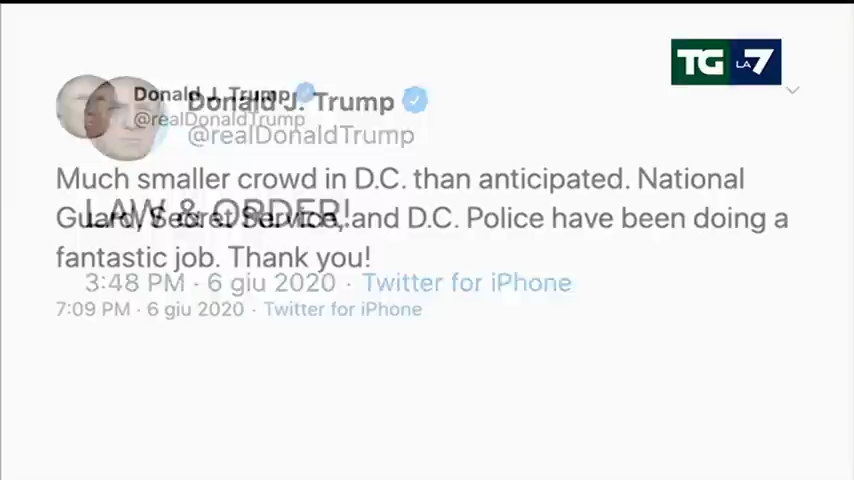 TG LA 7
Donald J. Trump
@realDonaldTrump
Donald J. Trump
@realDonaldTrump
Much smaller crowd in D.C. than anticipated. National
Guard, Secret Service, and D.C. Police have been doing a
fantastic job. Thank you!
LAW & ORDER!
3:48 PM · 6 giu 2020 · Twitter for iPhone
7:09 PM · 6 giu 2020 · Twitter for iPhone